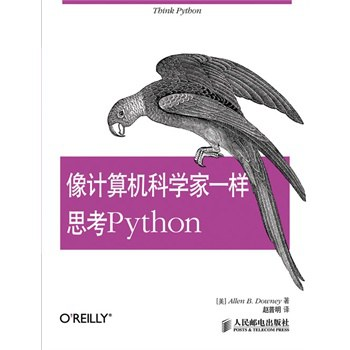 Think Python
像计算机科学家一样
思考Python
[美] Allen B. Downey 著
赵普明 译
O'REILLY®
人民邮电出版社
POSTS & TELECOM PRESS